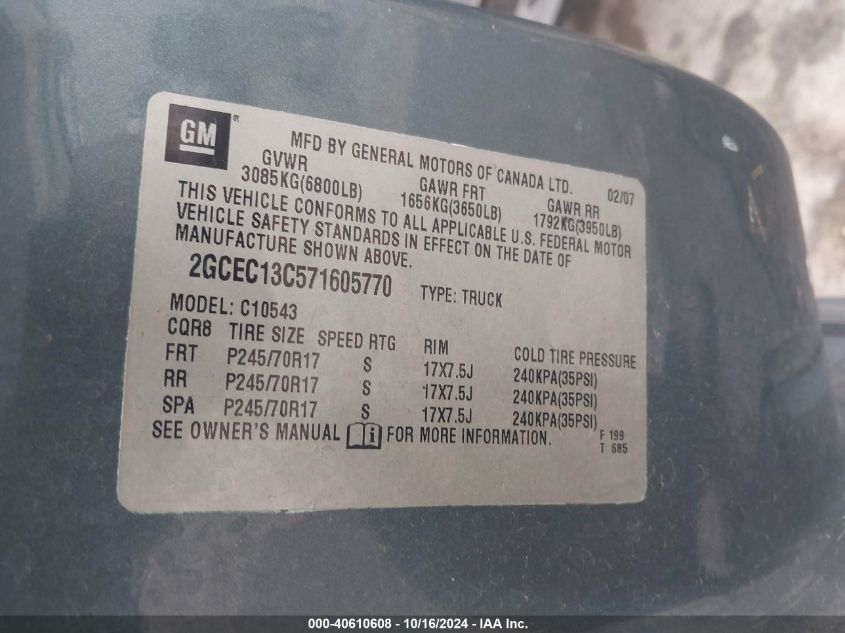 GM®
MFD BY GENERAL MOTORS OF CANADA LTD. 02/07
GVWR GAWR FRT GAWR RR
3085KG(6800LB) 1656KG(3650LB) 1792KG(3950LB)
THIS VEHICLE CONFORMS TO ALL APPLICABLE U.S. FEDERAL MOTOR
VEHICLE SAFETY STANDARDS IN EFFECT ON THE DATE OF
MANUFACTURE SHOWN ABOVE.
2GCEC13C571605770 TYPE: TRUCK
MODEL: C10543
CQR8 TIRE SIZE SPEED RTG RIM COLD TIRE PRESSURE
FRT P245/70R17 S 17X7.5J 240KPA(35PSI)
RR P245/70R17 S 17X7.5J 240KPA(35PSI)
SPA P245/70R17 S 17X7.5J 240KPA(35PSI)
SEE OWNER'S MANUAL i FOR MORE INFORMATION.
F 199
T 685
000-40610608 - 10/16/2024 - IAA Inc.